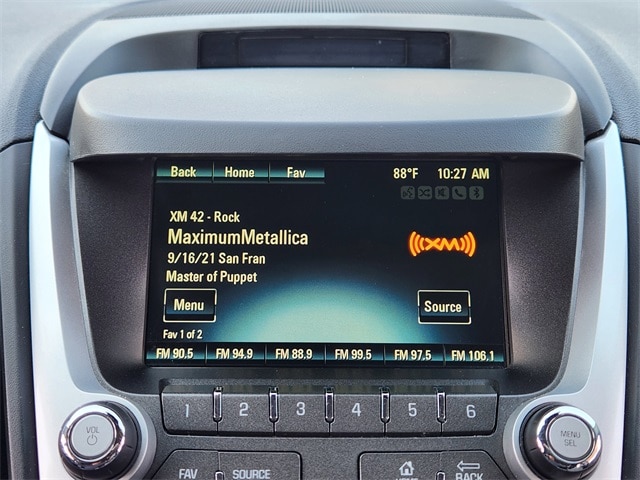 Back Home Fav 88°F 10:27 AM
XM 42 - Rock
MaximumMetallica
XM
9/16/21 San Fran
Master of Puppet
Menu Source
Fav 1 of 2
FM 90.5 FM 94.9 FM 88.9 FM 99.5 FM 97.5 FM 106.1
1 2 3 4 5 6
VOL
MENU
SEL
FAV SOURCE HOME BACK